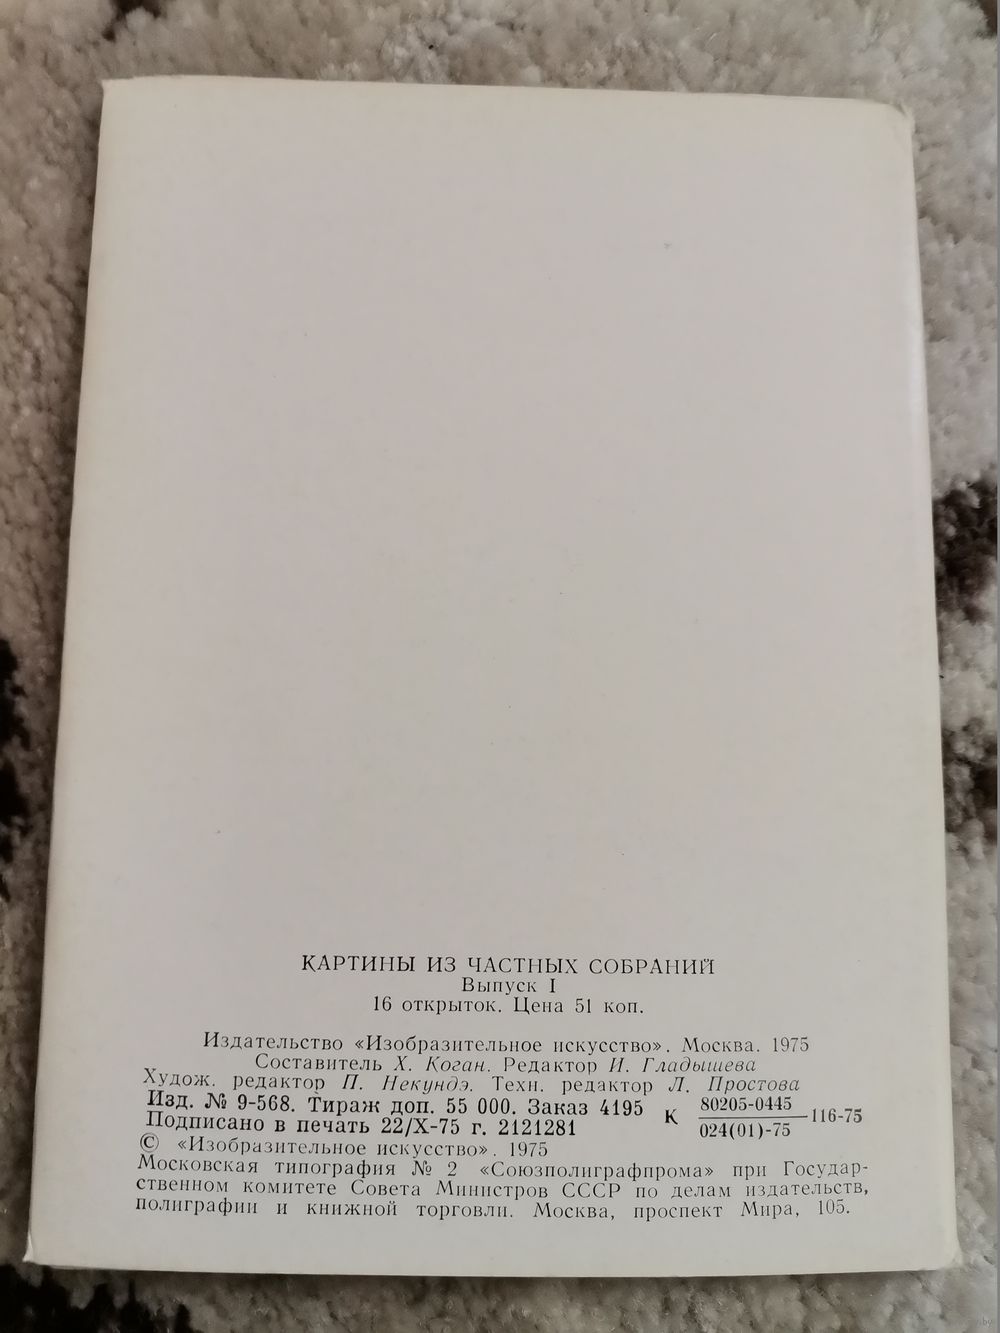 КАРТИНЫ ИЗ ЧАСТНЫХ СОБРАНИЙ
Выпуск I
16 открыток. Цена 51 коп.
Издательство «Изобразительное искусство». Москва. 1975
Составитель Х. Коган. Редактор И. Гладышева
Худож. редактор П. Некундэ. Техн. редактор Л. Простова
Изд. № 9-568. Тираж доп. 55 000. Заказ 4195
Подписано в печать 22/X-75 г. 2121281
К 80205-0445 116-75
024(01)-75
© «Изобразительное искусство». 1975
Московская типография № 2 «Союзполиграфпрома» при Государ-
ственном комитете Совета Министров СССР по делам издательств,
полиграфии и книжной торговли. Москва, проспект Мира, 105.